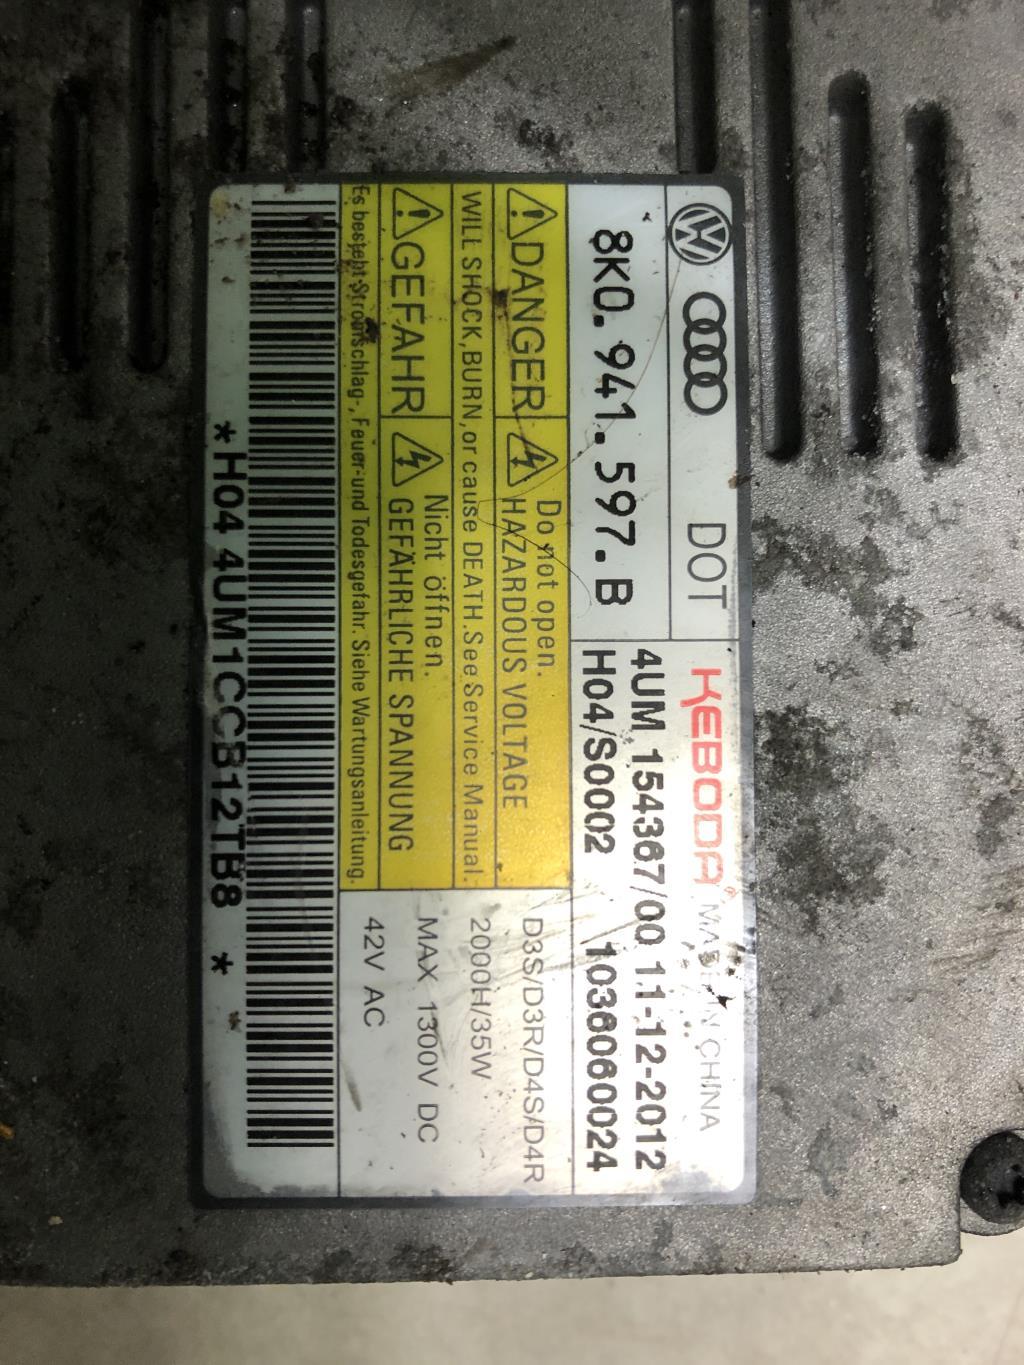 DOT
KEBODA MADE IN CHINA
8K0.941.597.B
4UM 154367/00 11-12-2012
H04/S0002 1036060024
DANGER
Do not open.
HAZARDOUS VOLTAGE
WILL SHOCK,BURN,or cause DEATH.See Service Manual.
GEFAHR
Nicht öffnen.
GEFÄHRLICHE SPANNUNG
Es besteht Stromschlag-, Feuer-und Todesgefahr. Siehe Wartungsanleitung.
D3S/D3R/D4S/D4R
2000H/35W
MAX 1300V DC
42V AC
*H04 4UM1CCB12TB8 *